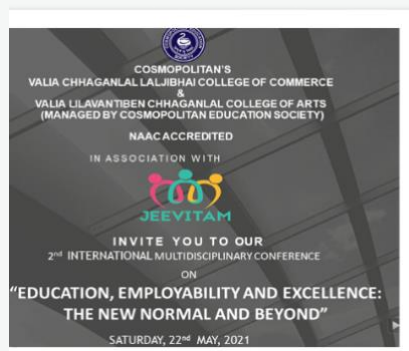 COSMOPOLITAN'S
VALIA CHHAGANLAL LALJIBHAI COLLEGE OF COMMERCE
&
VALIA LILAVANTIBEN CHHAGANLAL COLLEGE OF ARTS
(MANAGED BY COSMOPOLITAN EDUCATION SOCIETY)
NAAC ACCREDITED
IN ASSOCIATION WITH
JEEVITAM
INVITE YOU TO OUR
2nd INTERNATIONAL MULTIDISCIPLINARY CONFERENCE
ON
“EDUCATION, EMPLOYABILITY AND EXCELLENCE:
THE NEW NORMAL AND BEYOND”
SATURDAY, 22nd MAY, 2021